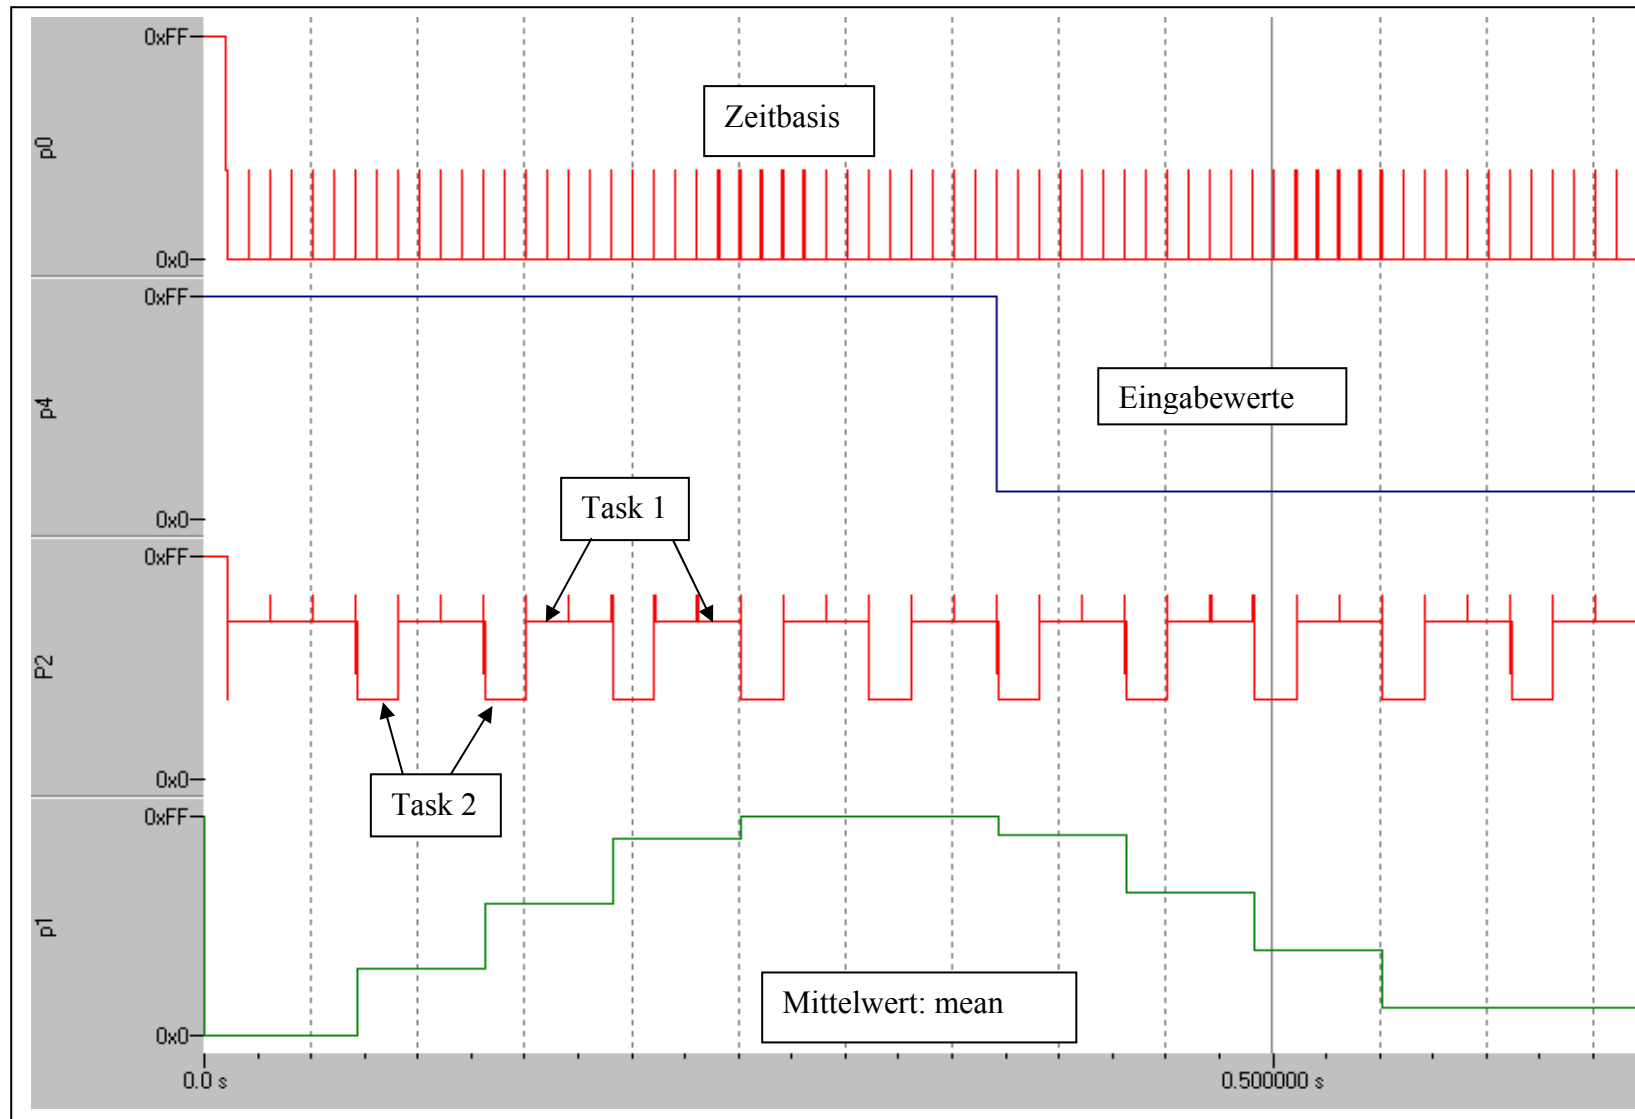 0xFF
Zeitbasis
p0
0x0
0xFF
Eingabewerte
p4
Task 1
0x0
0xFF
P2
0x0
Task 2
0xFF
p1
Mittelwert: mean
0x0
0.0 s
0.500000 s